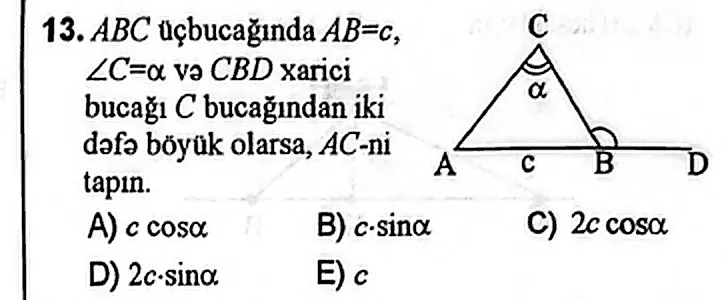 13. ABC üçbucağında AB=c,
∠C=α və CBD xarici
bucağı C bucağından iki
dəfə böyük olarsa, AC-ni
tapın.
C
α
A c B D
A) c cosα B) c·sinα C) 2c cosα
D) 2c·sinα E) c